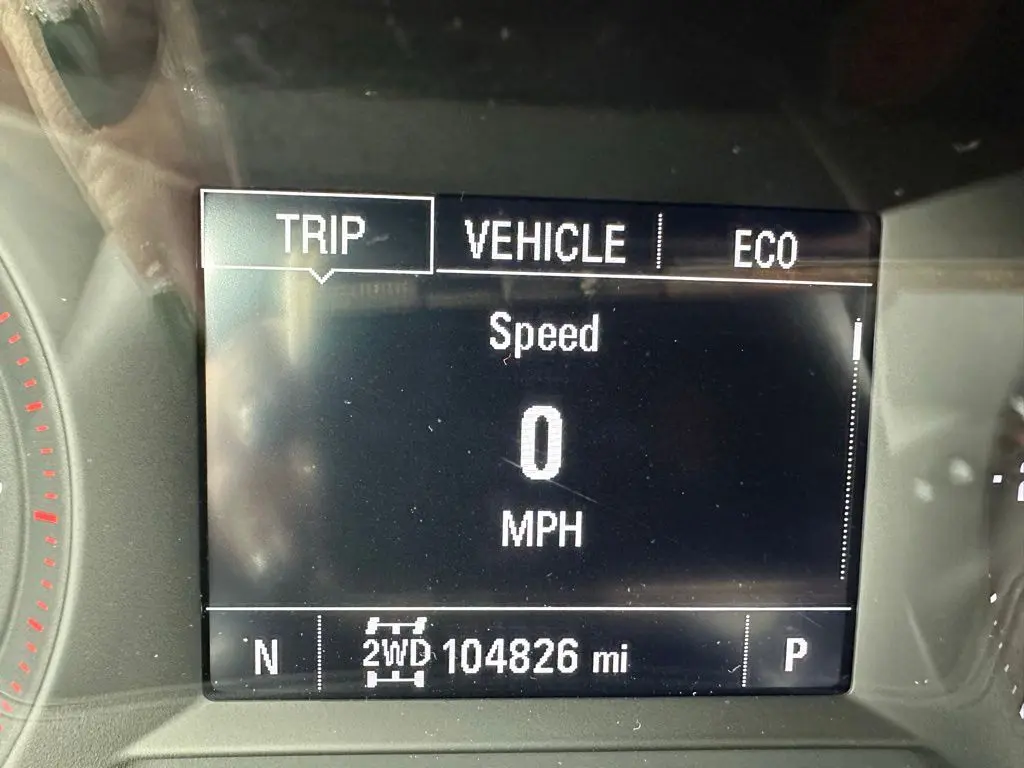 TRIP VEHICLE ECO
Speed
0
MPH
N 2WD 104826 mi P